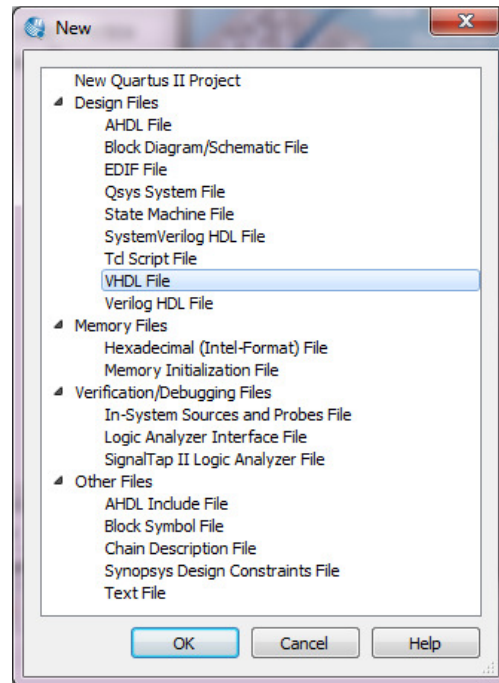 New
New Quartus II Project
Design Files
AHDL File
Block Diagram/Schematic File
EDIF File
Qsys System File
State Machine File
SystemVerilog HDL File
Tcl Script File
VHDL File
Verilog HDL File
Memory Files
Hexadecimal (Intel-Format) File
Memory Initialization File
Verification/Debugging Files
In-System Sources and Probes File
Logic Analyzer Interface File
SignalTap II Logic Analyzer File
Other Files
AHDL Include File
Block Symbol File
Chain Description File
Synopsys Design Constraints File
Text File
OK Cancel Help